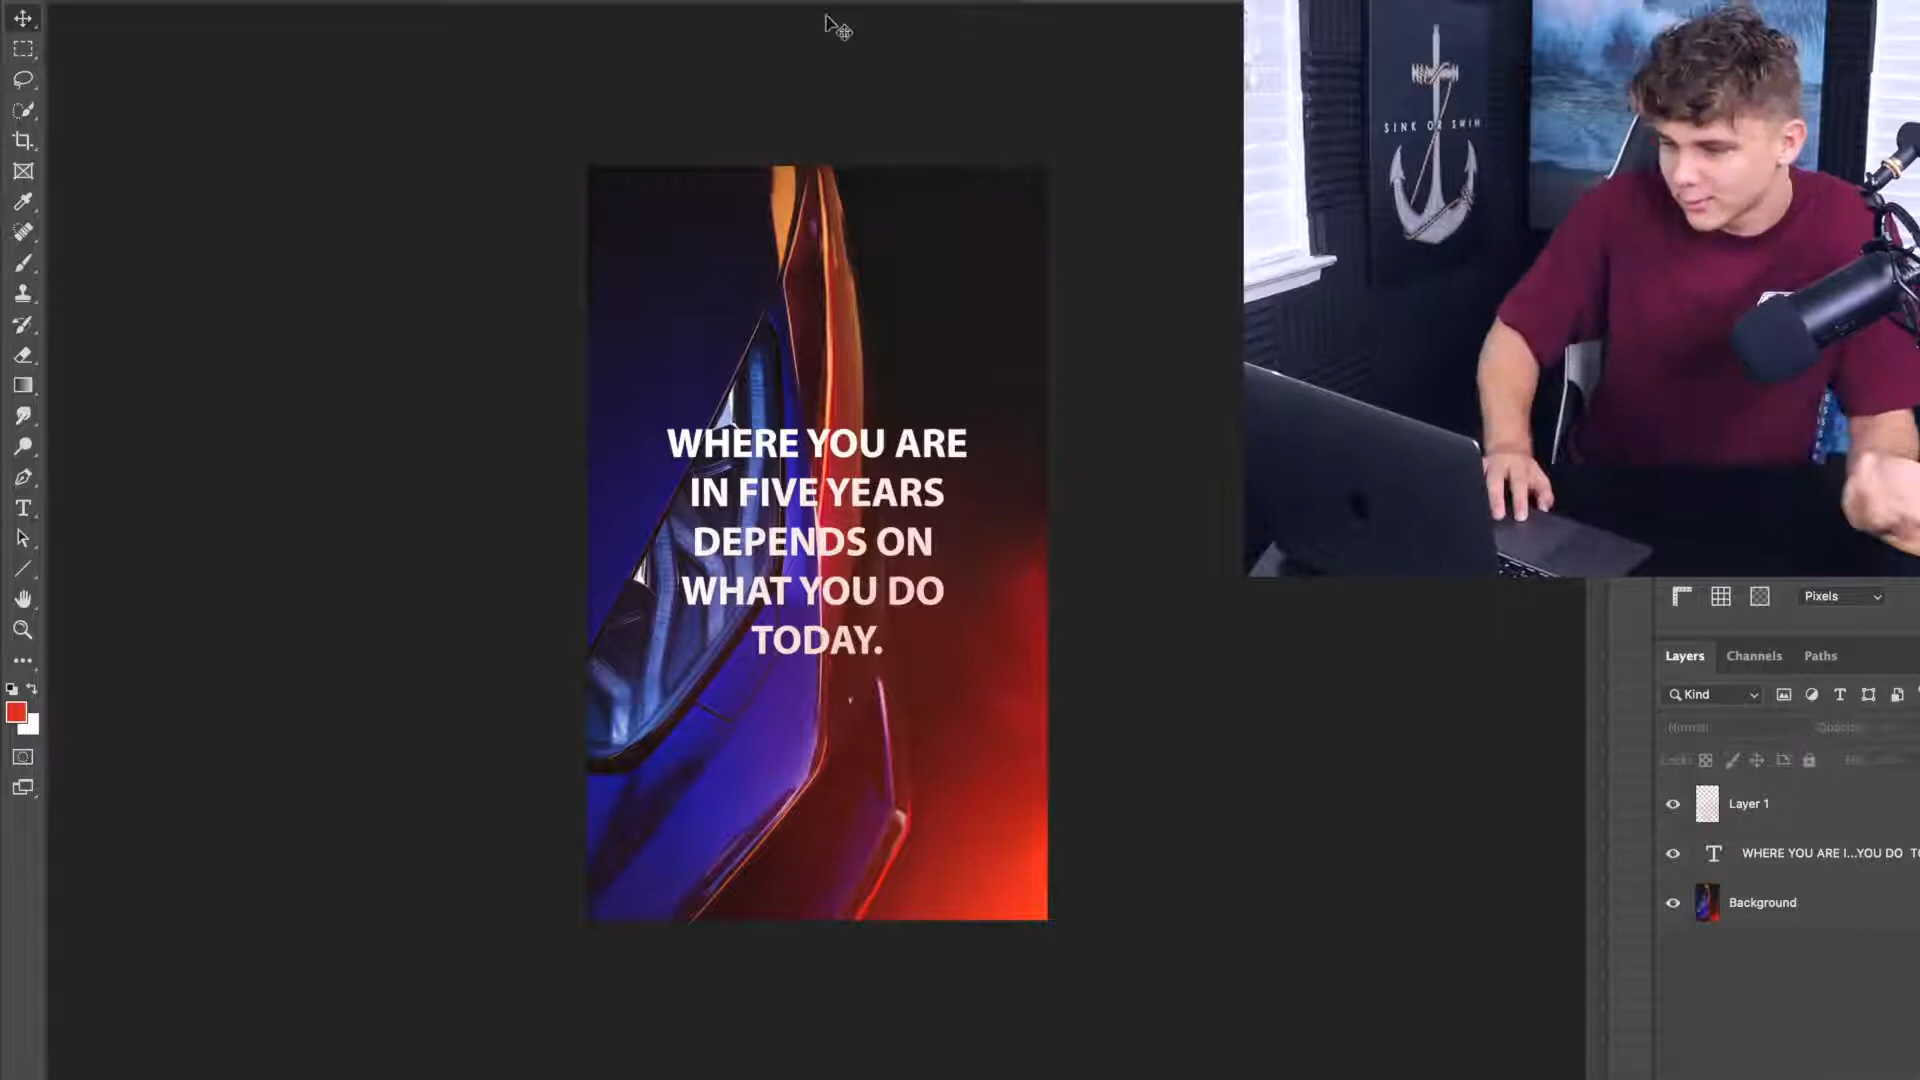 SINK OR SWIM
WHERE YOU ARE
IN FIVE YEARS
DEPENDS ON
WHAT YOU DO
TODAY.
Pixels
Layers Channels Paths
Kind
Normal
Layer 1
WHERE YOU ARE I...YOU DO
Background